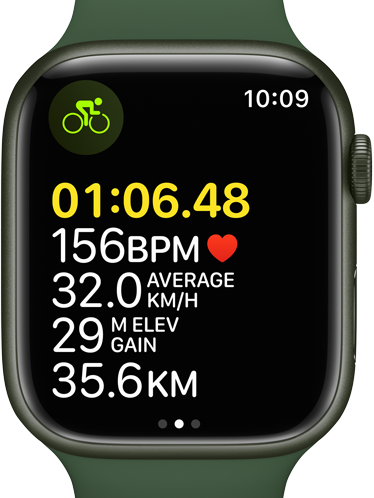 10:09
01:06.48
156BPM
32.0 AVERAGE KM/H
29 M ELEV GAIN
35.6KM